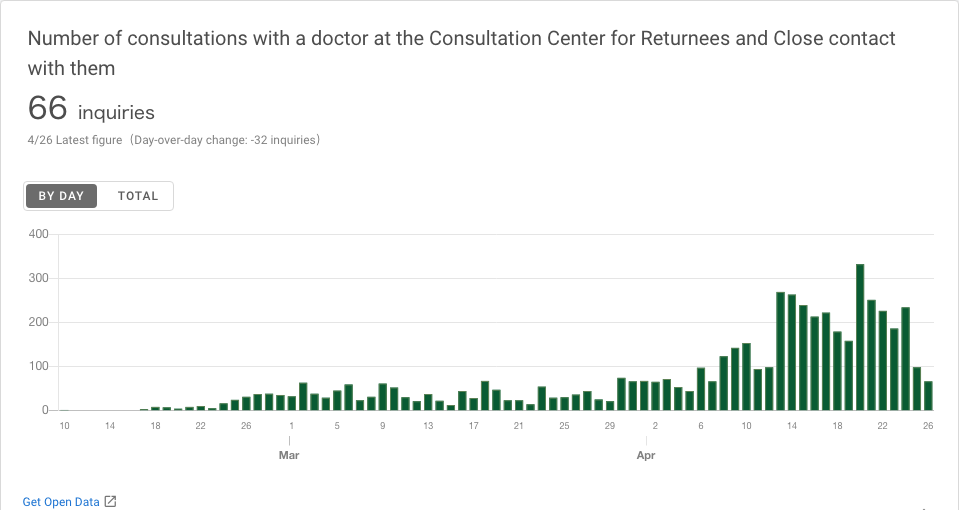 Number of consultations with a doctor at the Consultation Center for Returnees and Close contact
with them
66 inquiries
4/26 Latest figure（Day-over-day change: -32 inquiries）
BY DAY TOTAL
400
300
200
100
0
10 14 18 22 26 1 5 9 13 17 21 25 29 2 6 10 14 18 22 26
Mar Apr
Get Open Data